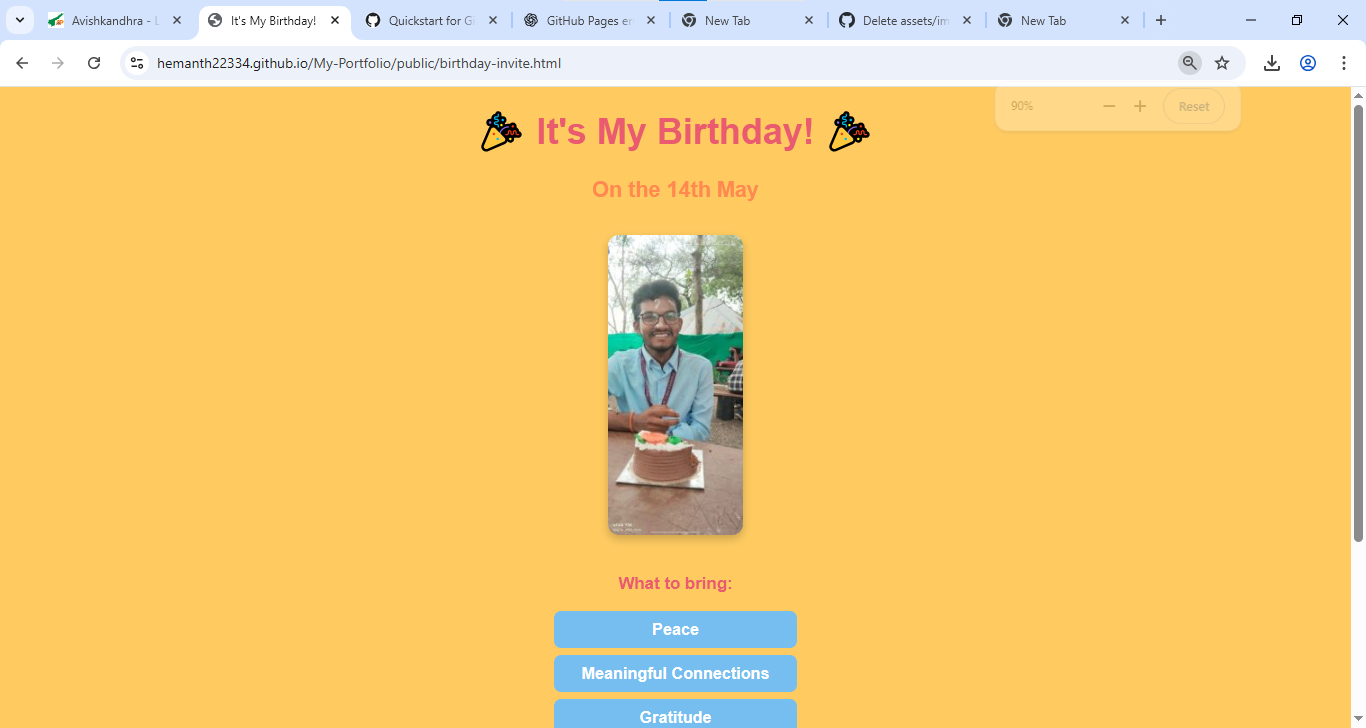 Avishkandhra - L
It's My Birthday!
Quickstart for Gi
GitHub Pages er
New Tab
Delete assets/im
New Tab
hemanth22334.github.io/My-Portfolio/public/birthday-invite.html
90%
Reset
It's My Birthday!
On the 14th May
What to bring:
Peace
Meaningful Connections
Gratitude